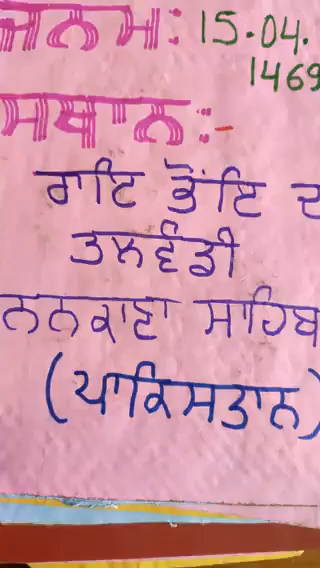 ਜਨਮ: 15.04.
1469
ਸਥਾਨ:-
ਰਾਇ ਭੋਂਇ ਦ
ਤਲਵੰਡੀ
ਨਨਕਾਣਾ ਸਾਹਿਬ
(ਪਾਕਿਸਤਾਨ)